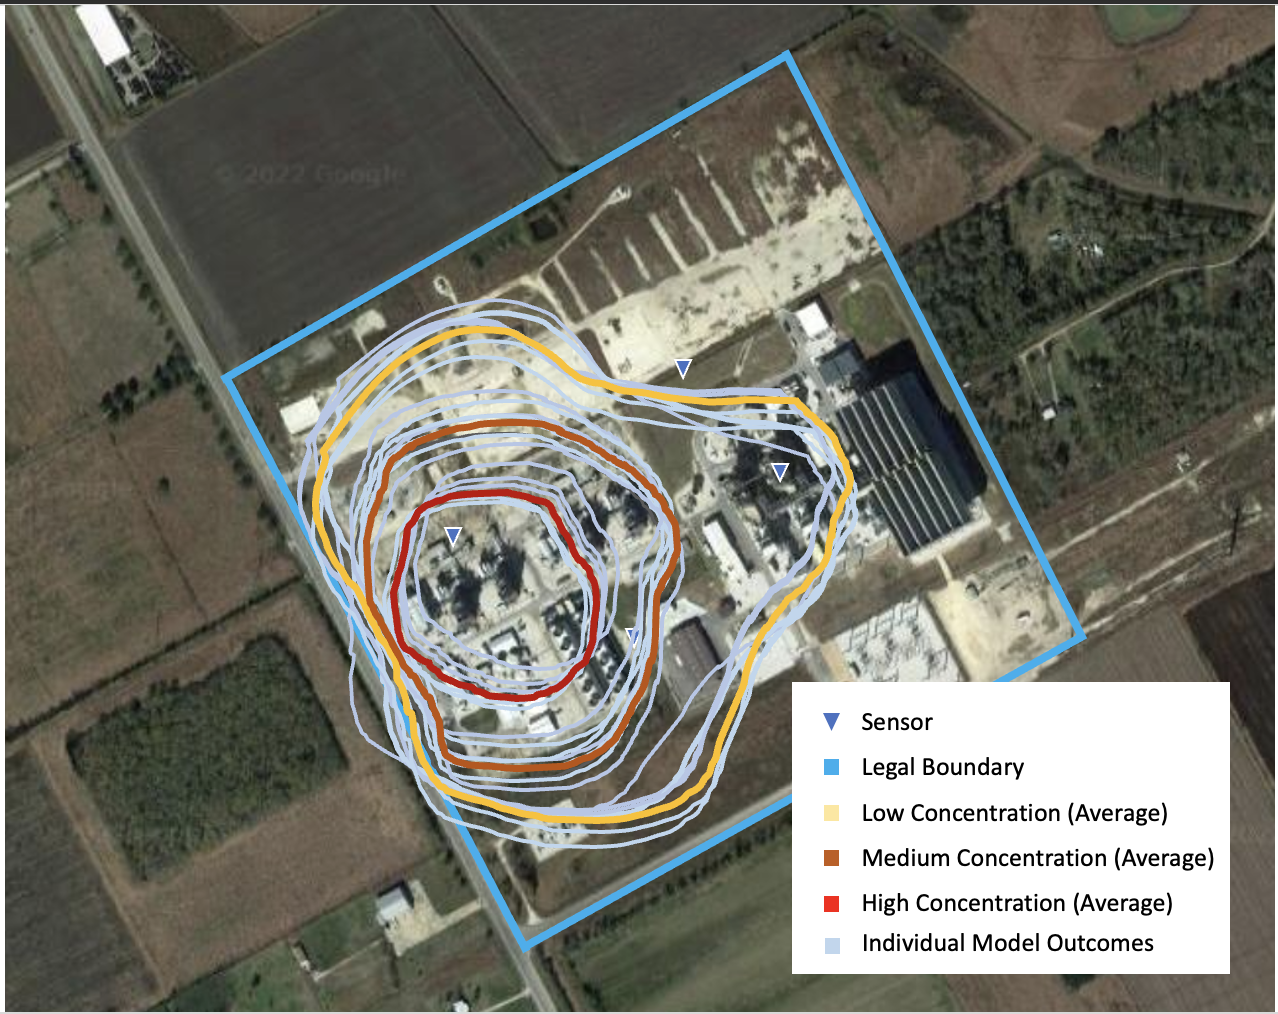 © 2022 Google
Sensor
Legal Boundary
Low Concentration (Average)
Medium Concentration (Average)
High Concentration (Average)
Individual Model Outcomes